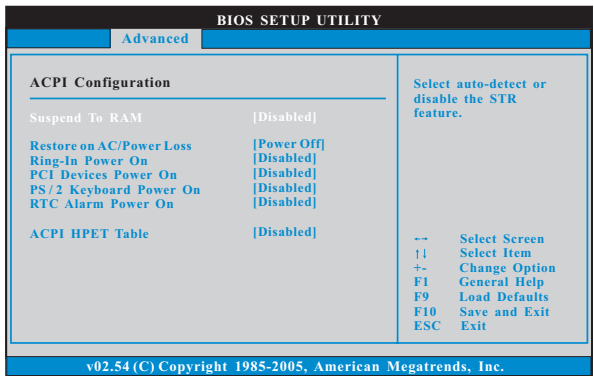 BIOS SETUP UTILITY
Advanced
ACPI Configuration
Suspend To RAM [Disabled]
Restore on AC/Power Loss [Power Off]
Ring-In Power On [Disabled]
PCI Devices Power On [Disabled]
PS/2 Keyboard Power On [Disabled]
RTC Alarm Power On [Disabled]
ACPI HPET Table [Disabled]
Select auto-detect or
disable the STR
feature.
←→ Select Screen
↑↓ Select Item
+- Change Option
F1 General Help
F9 Load Defaults
F10 Save and Exit
ESC Exit
v02.54 (C) Copyright 1985-2005, American Megatrends, Inc.